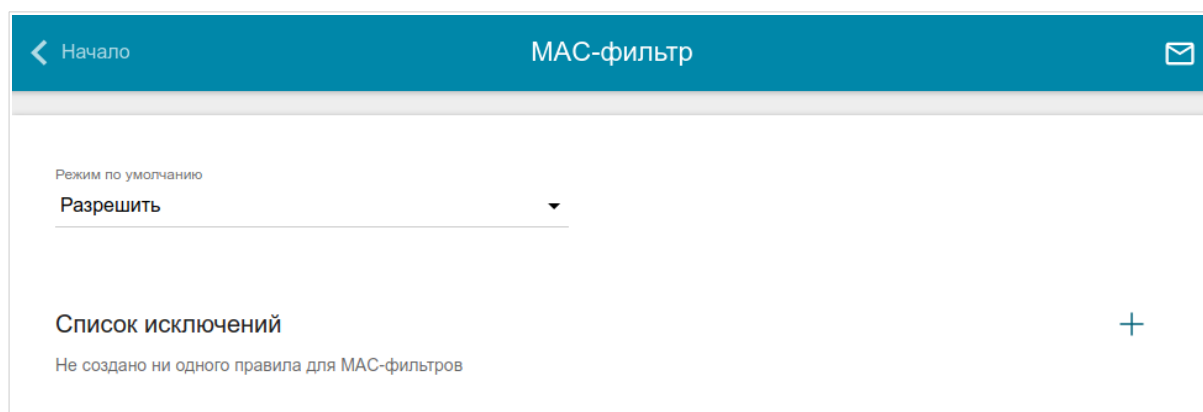 Начало
MAC-фильтр
Режим по умолчанию
Разрешить
Список исключений
Не создано ни одного правила для MAC-фильтров